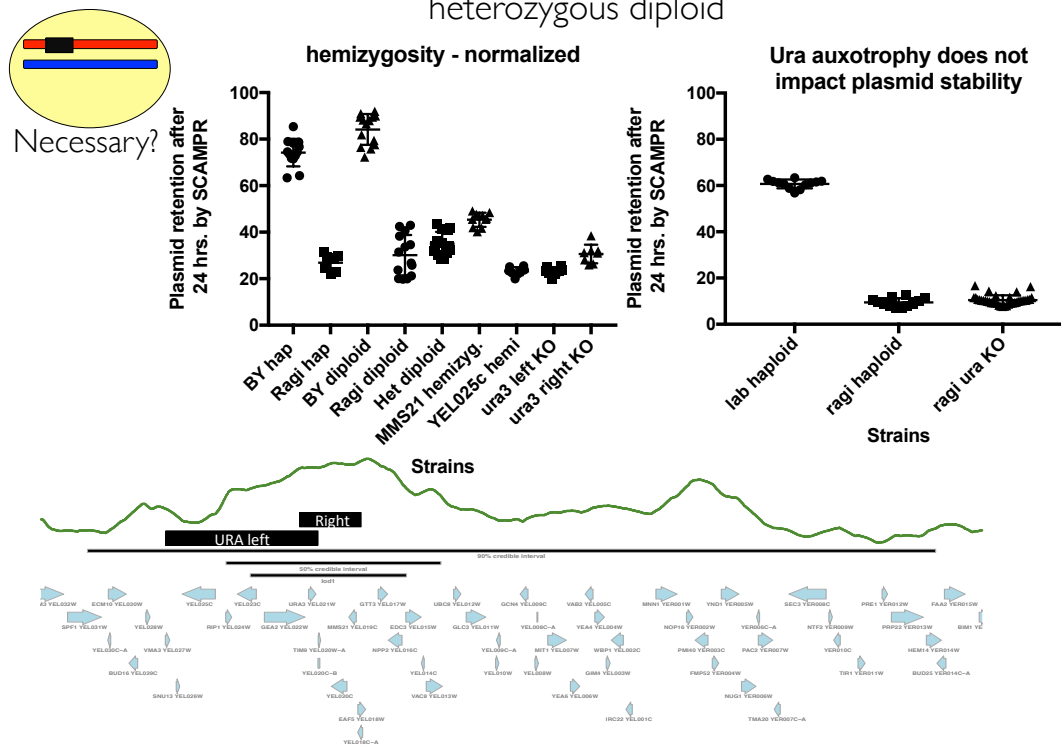 heterozygous diploid
Necessary?
hemizygosity - normalized
Plasmid retention after
24 hrs. by SCAMPR
100
80
60
40
20
0
BY hap
Ragi hap
BY diploid
Ragi diploid
Het diploid
MMS21 hemizyg.
YEL025c hemi
ura3 left KO
ura3 right KO
Strains
Ura auxotrophy does not
impact plasmid stability
Plasmid retention after
24 hrs. by SCAMPR
100
80
60
40
20
0
lab haploid
ragi haploid
ragi ura KO
Strains
Right
URA left
90% credible interval
50% credible interval
lod1
YEL032W ECM10 YEL030W YEL025C YEL023C URA3 YEL021W GTT3 YEL017W UBC8 YEL012W GCN4 YEL009C VAB2 YEL005C MNN1 YER001W YND1 YER005W SEC3 YER008C PRE1 YER012W FAA2 YER015W
SPF1 YEL031W YEL028W RIP1 YEL024W GEA2 YEL022W MMS21 YEL019C EDC3 YEL015W GLC3 YEL011W YEL008C-A YEA4 YEL004W NOP16 YER002W YER006C-A NTF2 YER009W PRP22 YER013W BIM1
YEL030C-A VMA3 YEL027W TIM9 YEL020W-A NPP2 YEL016C YEL009C-A MIT1 YEL007W WBP1 YEL002C PMI40 YER003C PAC2 YER007W YER010C HEM14 YER014W
BUD16 YEL029C YEL020C-B YEL014C YEL010W YEL008W GIM4 YEL003W FMP52 YER004W TIR1 YER011W BUD25 YER014C-A
SNU13 YEL026W YEL020C VAC8 YEL013W YEA6 YEL006W NUG1 YER006W
EAF5 YEL018W IRC22 YEL001C TMA20 YER007C-A
YEL018C-A